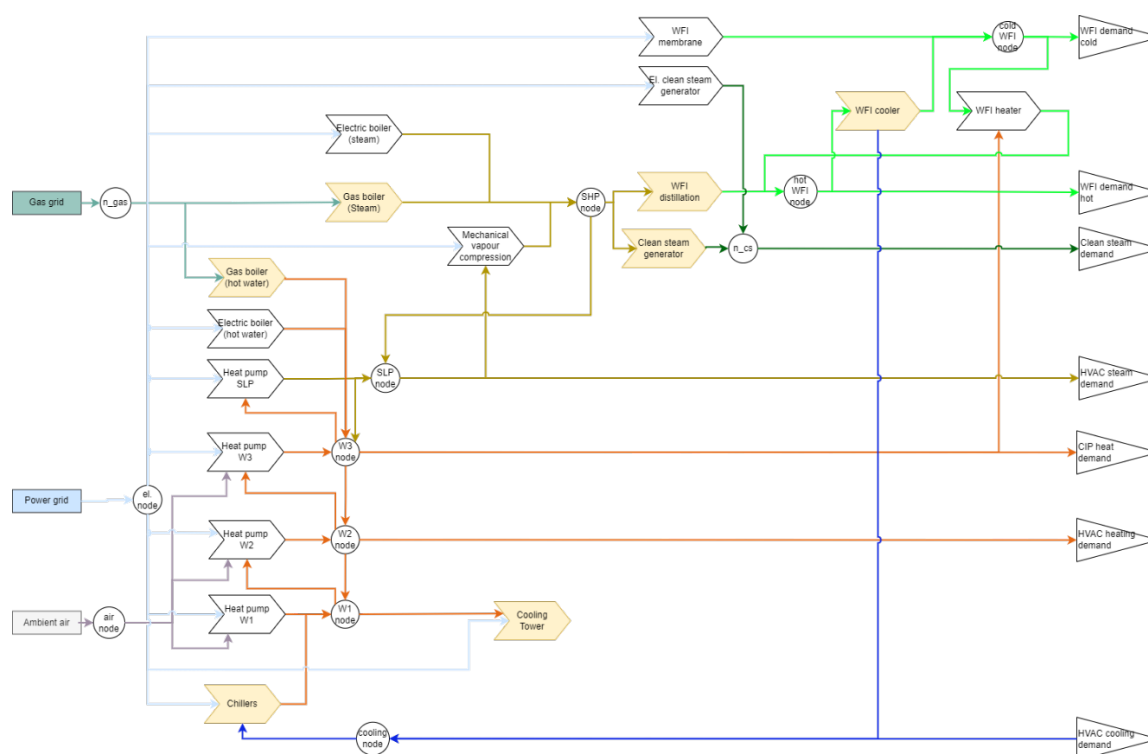 WFI
membrane
cold
WFI
node
WFI demand
cold
El. clean steam
generator
WFI cooler
WFI heater
Electric boiler
(steam)
Gas grid
n_gas
Gas boiler
(Steam)
SHP
node
WFI
distillation
hot
WFI
node
WFI demand
hot
Mechanical
vapour
compression
Clean steam
generator
n_cs
Clean steam
demand
Gas boiler
(hot water)
Electric boiler
(hot water)
Heat pump
SLP
SLP
node
HVAC steam
demand
Heat pump
W3
W3
node
CIP heat
demand
Power grid
el.
node
Heat pump
W2
W2
node
HVAC heating
demand
Ambient air
air
node
Heat pump
W1
W1
node
Cooling
Tower
Chillers
cooling
node
HVAC cooling
demand